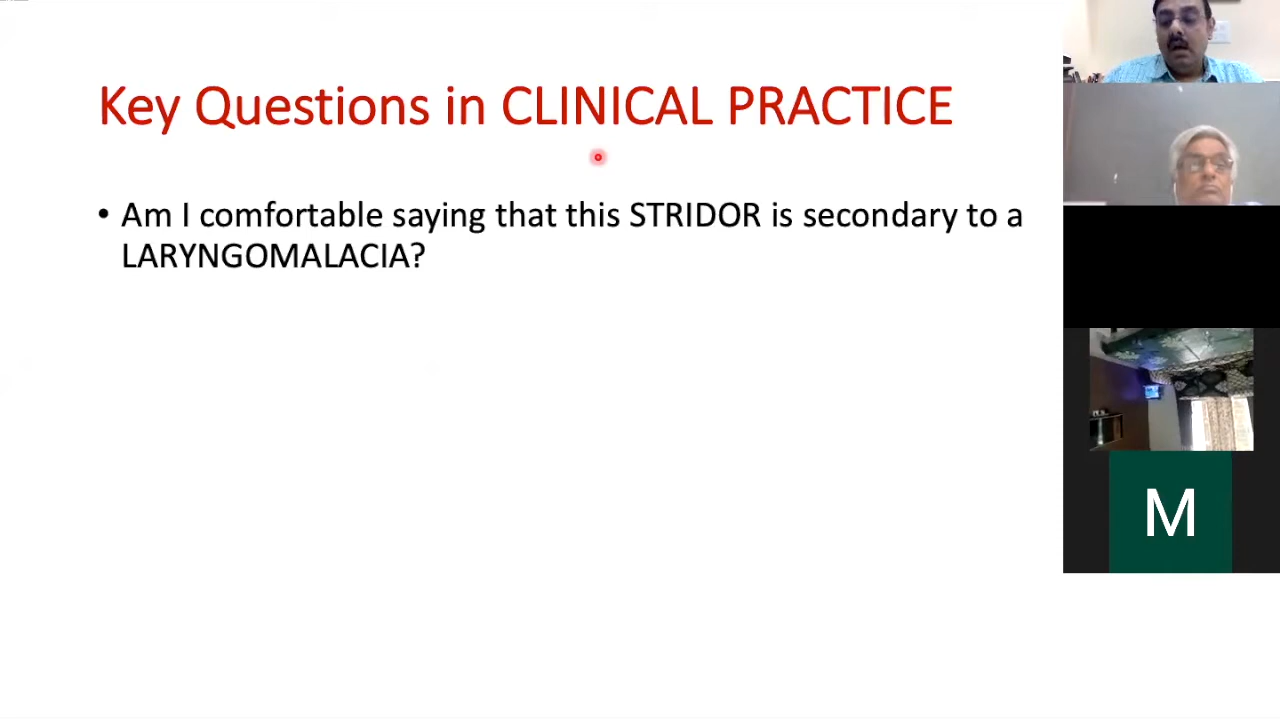 Key Questions in CLINICAL PRACTICE
• Am I comfortable saying that this STRIDOR is secondary to a
LARYNGOMALACIA?
M